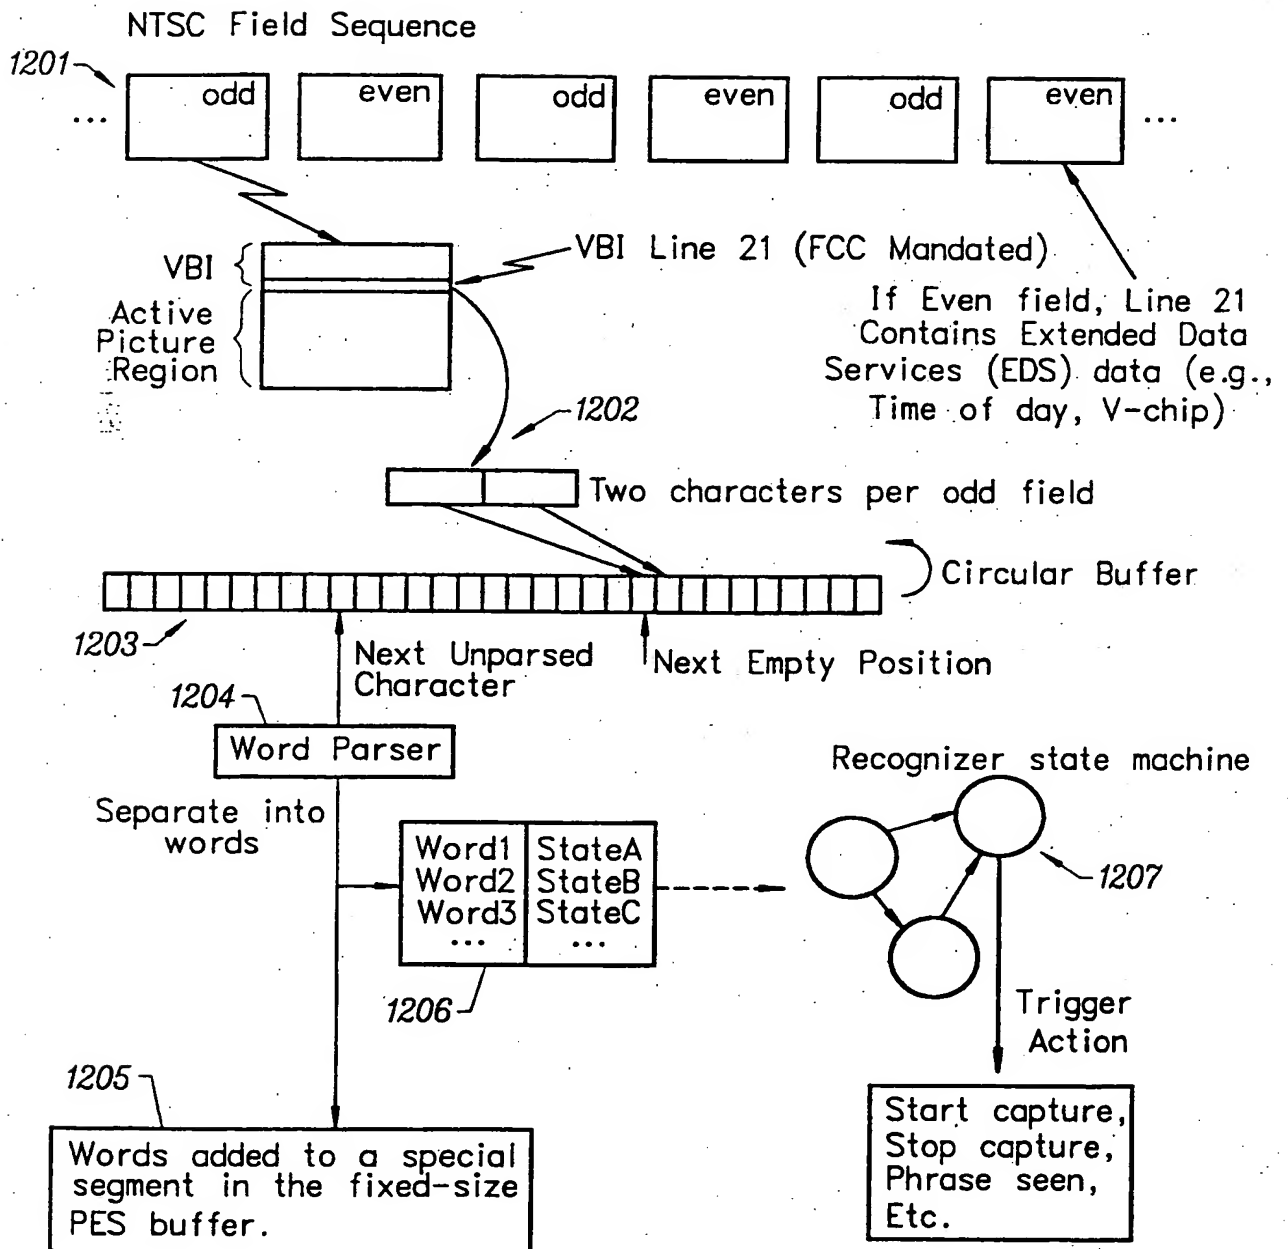 NTSC Field Sequence
1201
... odd even odd even odd even ...
VBI
VBI Line 21 (FCC Mandated)
Active
Picture
Region
If Even field, Line 21
Contains Extended Data
Services (EDS) data (e.g.,
Time of day, V-chip)
1202
Two characters per odd field
Circular Buffer
1203
Next Unparsed
Character
Next Empty Position
1204
Word Parser
Recognizer state machine
Separate into
words
Word1 StateA
Word2 StateB
Word3 StateC
... ...
1207
1206
Trigger
Action
1205
Words added to a special
segment in the fixed-size
PES buffer.
Start capture,
Stop capture,
Phrase seen,
Etc.